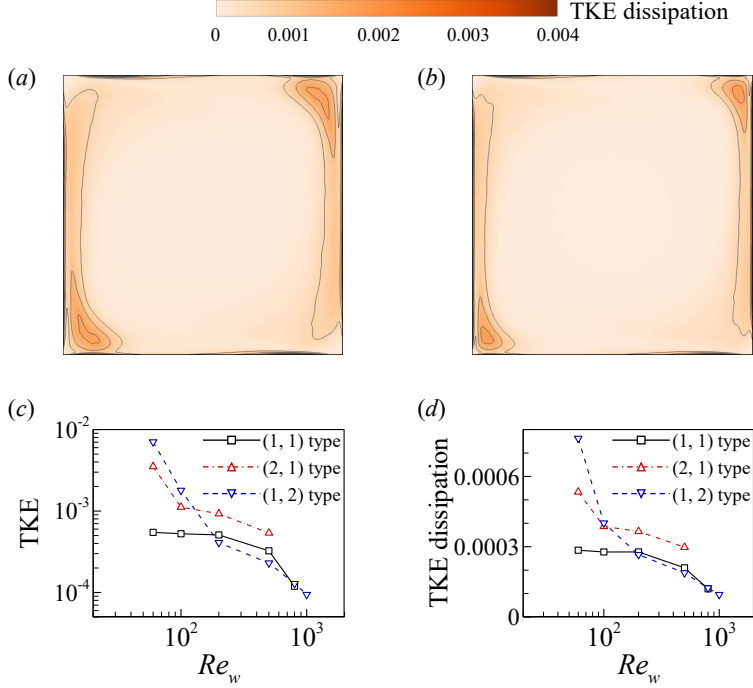 TKE dissipation
0 0.001 0.002 0.003 0.004
(a) (b)
(c) (d)
10^-2
10^-3
10^-4
TKE
(1, 1) type
(2, 1) type
(1, 2) type
10^2 10^3
Re_w
0.0006
0.0003
0
TKE dissipation
(1, 1) type
(2, 1) type
(1, 2) type
10^2 10^3
Re_w